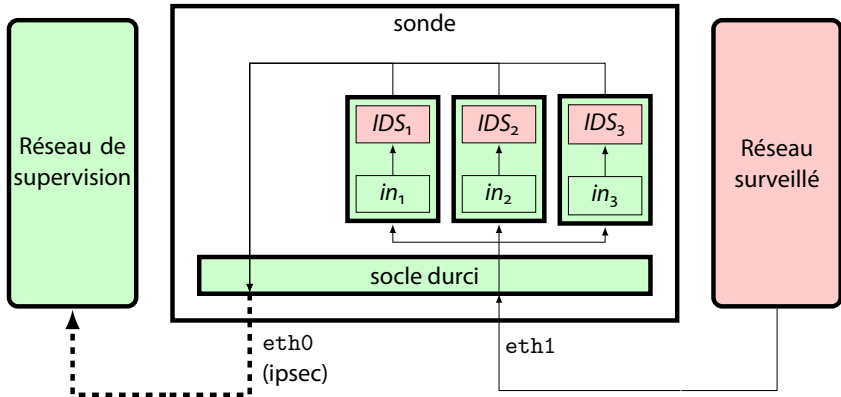 sonde
Réseau de
supervision
IDS₁
IDS₂
IDS₃
in₁
in₂
in₃
Réseau
surveillé
socle durci
eth0
(ipsec)
eth1